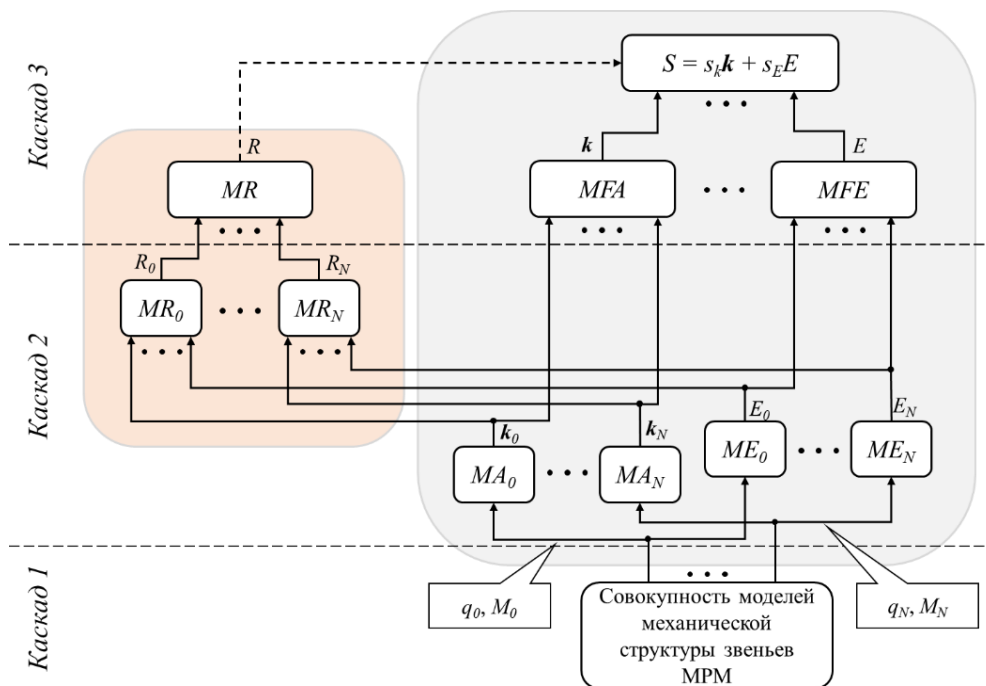 Каскад 3
S = s_k k + s_E E
R
k
E
MR
MFA
MFE
Каскад 2
R_0
R_N
MR_0
MR_N
k_0
k_N
E_0
E_N
MA_0
MA_N
ME_0
ME_N
Каскад 1
q_0, M_0
q_N, M_N
Совокупность моделей
механической
структуры звеньев
МРМ